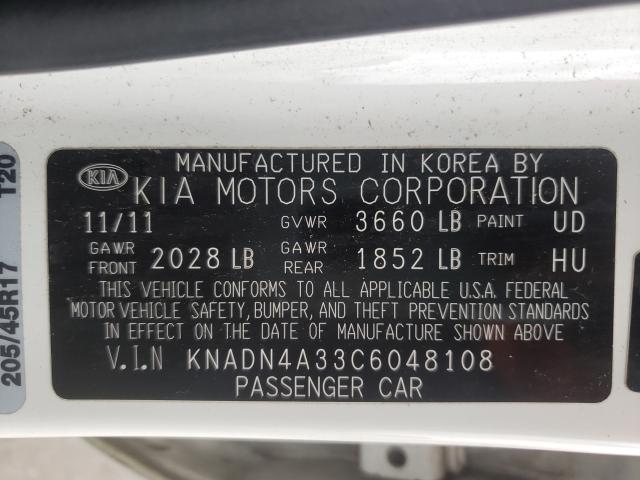 MANUFACTURED IN KOREA BY
KIA
KIA MOTORS CORPORATION
11/11 GVWR 3660 LB PAINT UD
GAWR FRONT 2028 LB GAWR REAR 1852 LB TRIM HU
THIS VEHICLE CONFORMS TO ALL APPLICABLE U.S.A. FEDERAL
MOTOR VEHICLE SAFETY, BUMPER, AND THEFT PREVENTION STANDARDS
IN EFFECT ON THE DATE OF MANUFACTURE SHOWN ABOVE
V.I.N KNADN4A33C6048108
PASSENGER CAR
205/45R17 T20